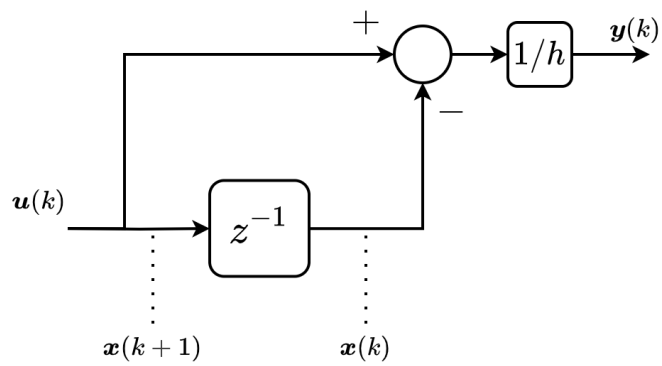 +
1/h
y(k)
−
u(k)
z⁻¹
x(k + 1)
x(k)